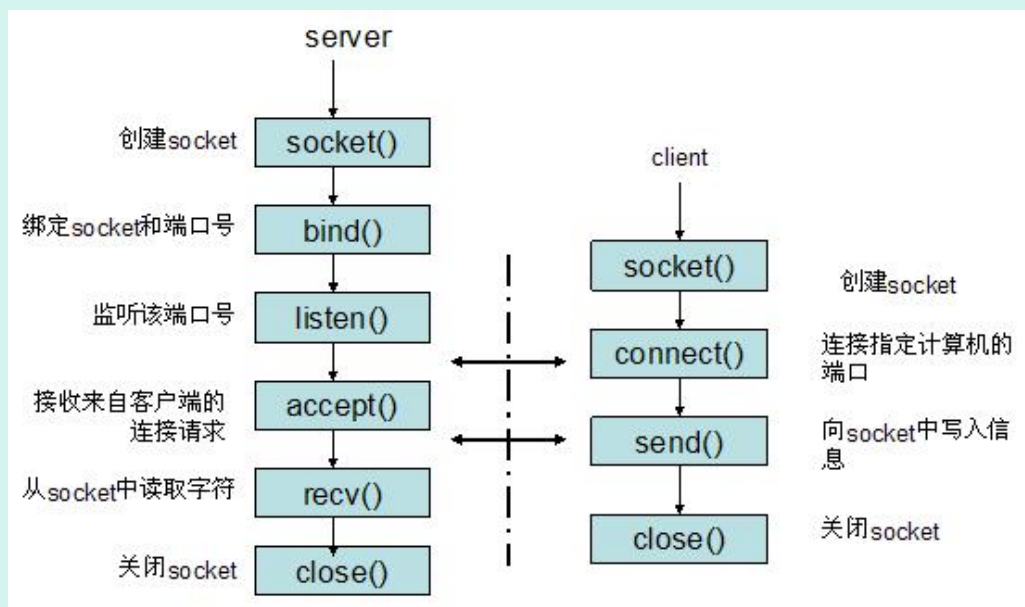 server
创建socket
socket()
绑定socket和端口号
bind()
监听该端口号
listen()
接收来自客户端的
连接请求
accept()
从socket中读取字符
recv()
关闭socket
close()
client
socket()
创建socket
connect()
连接指定计算机的
端口
send()
向socket中写入信
息
close()
关闭socket